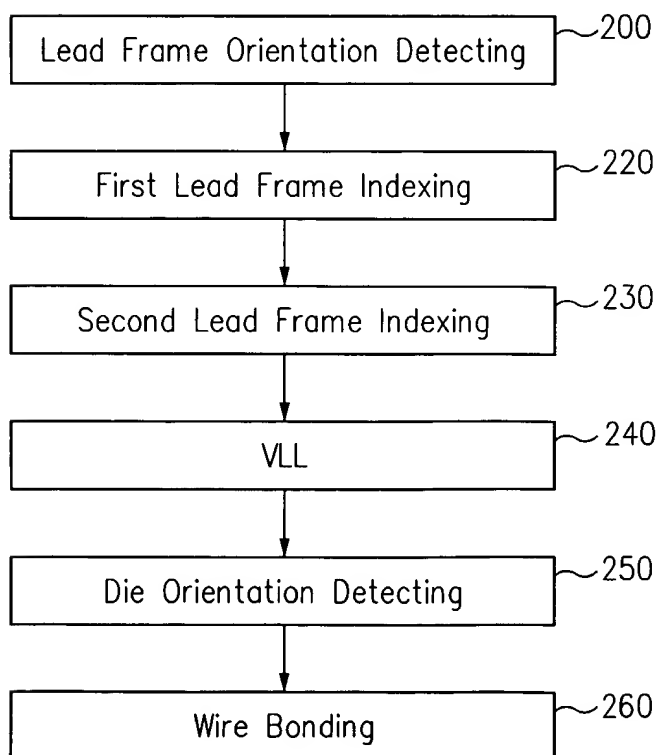 Lead Frame Orientation Detecting
200
First Lead Frame Indexing
220
Second Lead Frame Indexing
230
VLL
240
Die Orientation Detecting
250
Wire Bonding
260